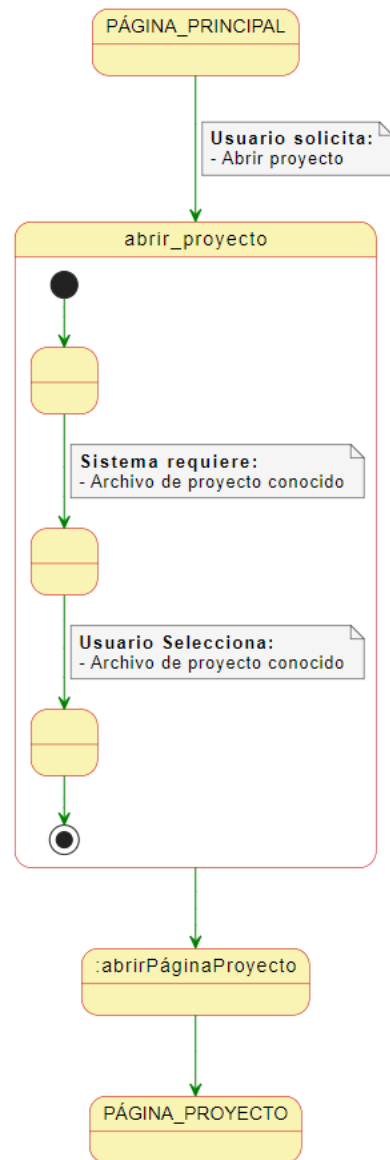 PÁGINA_PRINCIPAL
Usuario solicita:
- Abrir proyecto
abrir_proyecto
Sistema requiere:
- Archivo de proyecto conocido
Usuario Selecciona:
- Archivo de proyecto conocido
:abrirPáginaProyecto
PÁGINA_PROYECTO